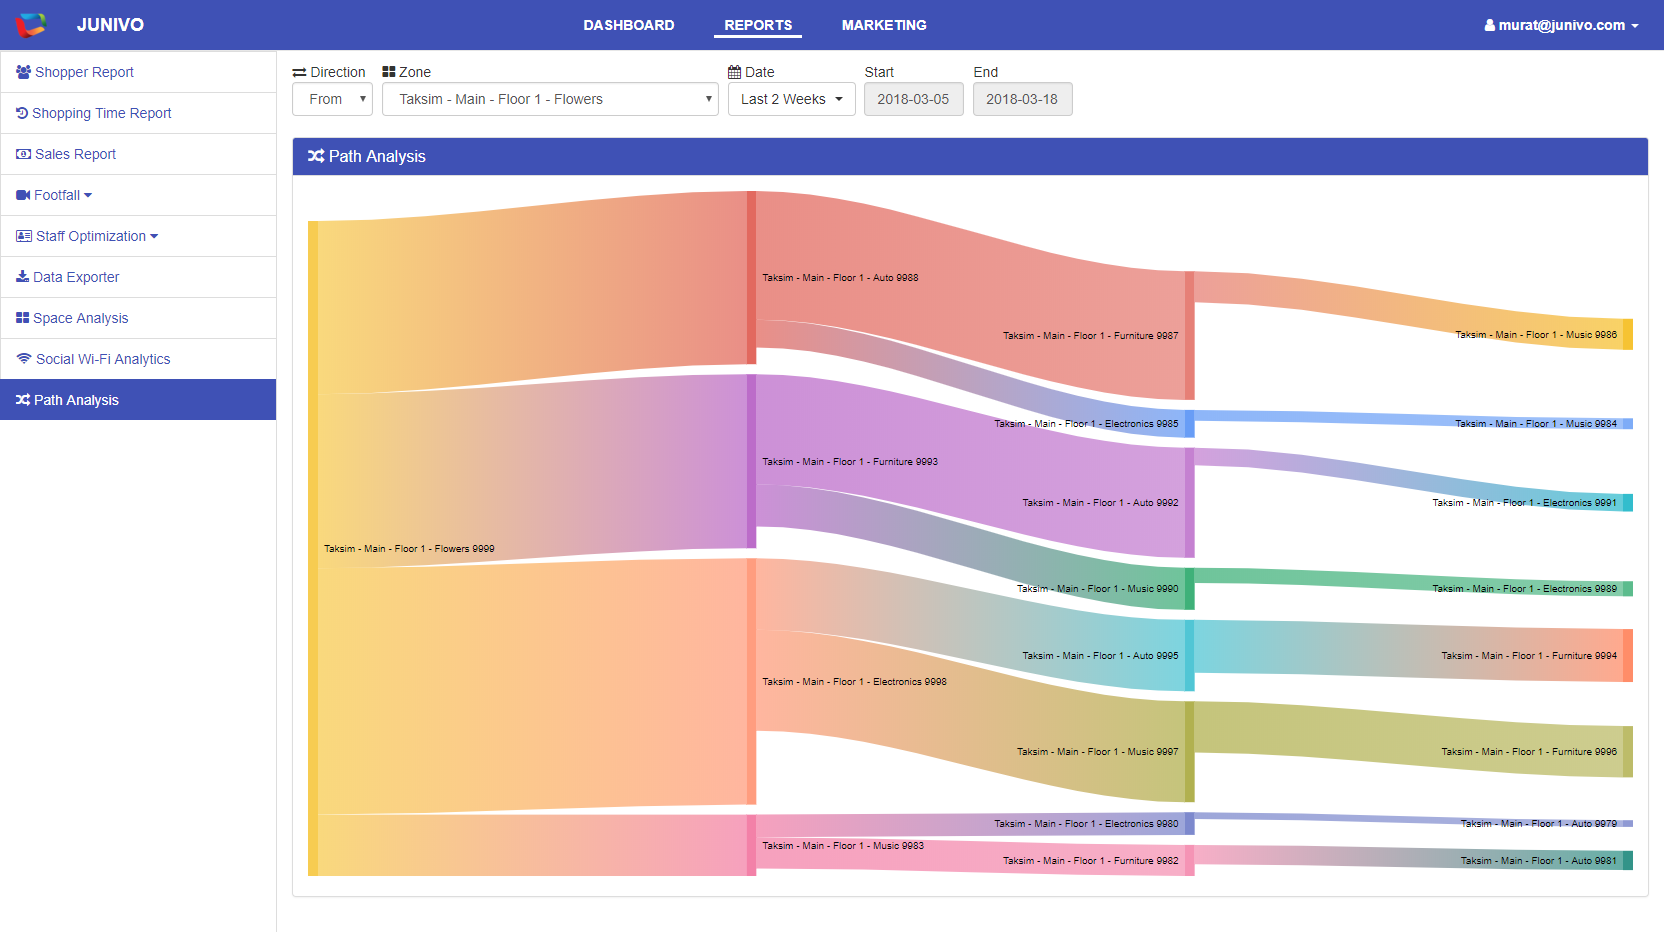 JUNIVO
DASHBOARD
REPORTS
MARKETING
murat@junivo.com
Shopper Report
Shopping Time Report
Sales Report
Footfall
Staff Optimization
Data Exporter
Space Analysis
Social Wi-Fi Analytics
Path Analysis
Direction
Zone
Date
Start
End
From
Taksim - Main - Floor 1 - Flowers
Last 2 Weeks
2018-03-05
2018-03-18
Path Analysis
Taksim - Main - Floor 1 - Flowers 9999
Taksim - Main - Floor 1 - Auto 9988
Taksim - Main - Floor 1 - Furniture 9993
Taksim - Main - Floor 1 - Electronics 9998
Taksim - Main - Floor 1 - Music 9983
Taksim - Main - Floor 1 - Furniture 9987
Taksim - Main - Floor 1 - Electronics 9985
Taksim - Main - Floor 1 - Auto 9992
Taksim - Main - Floor 1 - Music 9990
Taksim - Main - Floor 1 - Auto 9995
Taksim - Main - Floor 1 - Music 9997
Taksim - Main - Floor 1 - Electronics 9980
Taksim - Main - Floor 1 - Furniture 9982
Taksim - Main - Floor 1 - Music 9986
Taksim - Main - Floor 1 - Music 9984
Taksim - Main - Floor 1 - Electronics 9991
Taksim - Main - Floor 1 - Electronics 9989
Taksim - Main - Floor 1 - Furniture 9994
Taksim - Main - Floor 1 - Furniture 9996
Taksim - Main - Floor 1 - Auto 9979
Taksim - Main - Floor 1 - Auto 9981